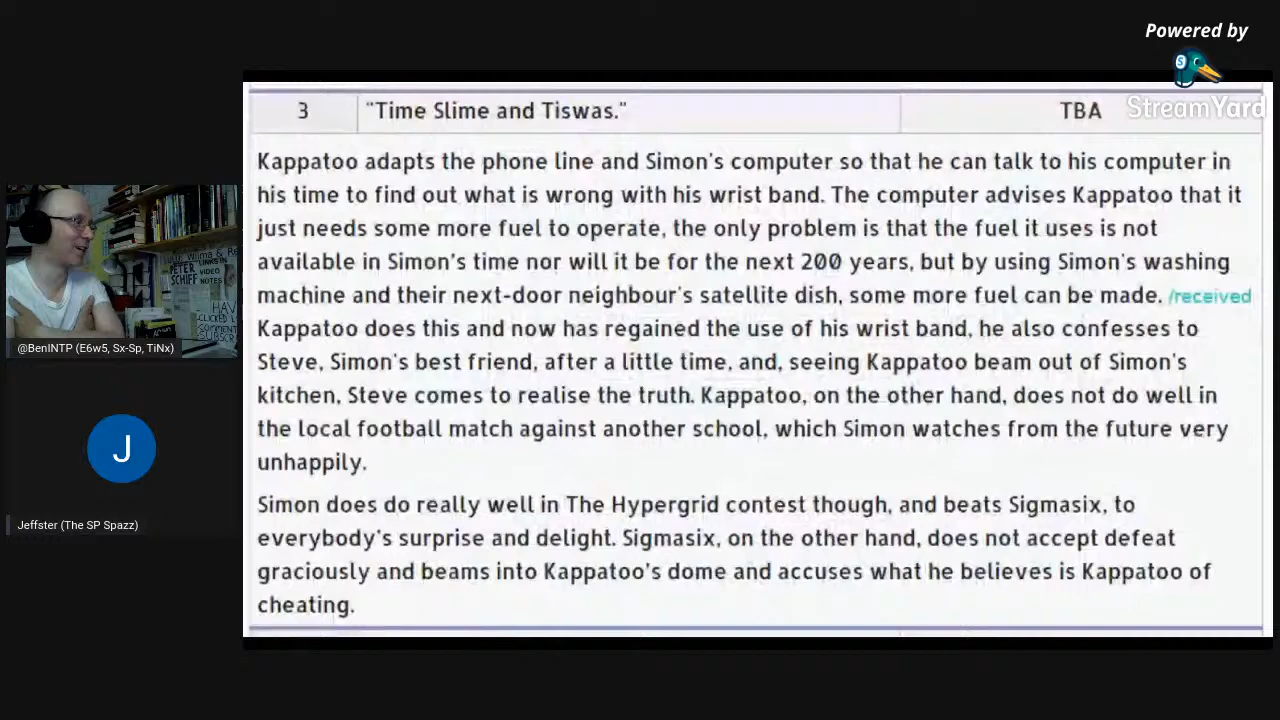 Powered by
StreamYard
3
"Time Slime and Tiswas."
TBA
Kappatoo adapts the phone line and Simon's computer so that he can talk to his computer in
his time to find out what is wrong with his wrist band. The computer advises Kappatoo that it
just needs some more fuel to operate, the only problem is that the fuel it uses is not
available in Simon's time nor will it be for the next 200 years, but by using Simon's washing
machine and their next-door neighbour's satellite dish, some more fuel can be made. /received
Kappatoo does this and now has regained the use of his wrist band, he also confesses to
Steve, Simon's best friend, after a little time, and, seeing Kappatoo beam out of Simon's
kitchen, Steve comes to realise the truth. Kappatoo, on the other hand, does not do well in
the local football match against another school, which Simon watches from the future very
unhappily.
Simon does do really well in The Hypergrid contest though, and beats Sigmasix, to
everybody's surprise and delight. Sigmasix, on the other hand, does not accept defeat
graciously and beams into Kappatoo's dome and accuses what he believes is Kappatoo of
cheating.
PETER
SCHIFF
LINKS IN
VIDEO
NOTES
HAV
CLICKED
COMMENT
SUBSCR
@BenINTP (E6w5, Sx-Sp, TiNx)
J
Jeffster (The SP Spazz)